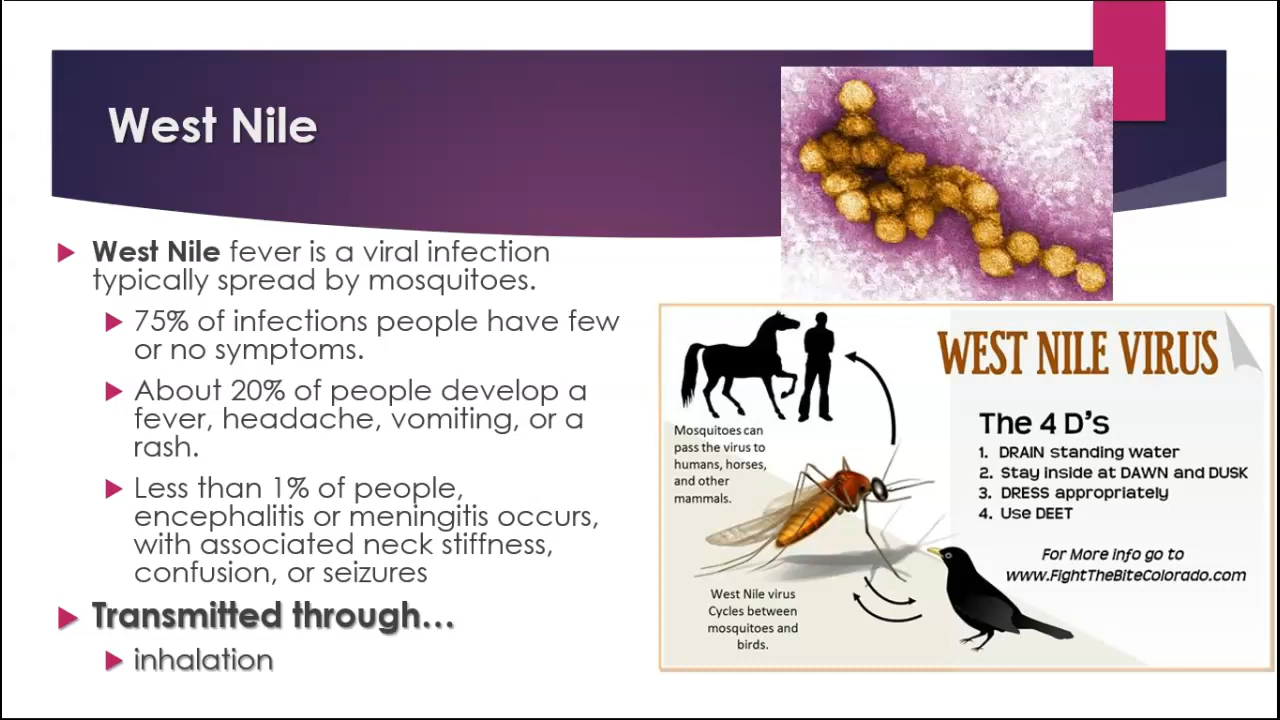 West Nile
West Nile fever is a viral infection
typically spread by mosquitoes.
75% of infections people have few
or no symptoms.
About 20% of people develop a
fever, headache, vomiting, or a
rash.
Less than 1% of people,
encephalitis or meningitis occurs,
with associated neck stiffness,
confusion, or seizures
Transmitted through...
inhalation
WEST NILE VIRUS
The 4 D's
1. DRAIN standing water
2. Stay inside at DAWN and DUSK
3. DRESS appropriately
4. Use DEET
For More info go to
www.FightTheBiteColorado.com
Mosquitoes can
pass the virus to
humans, horses,
and other
mammals.
West Nile virus
Cycles between
mosquitoes and
birds.